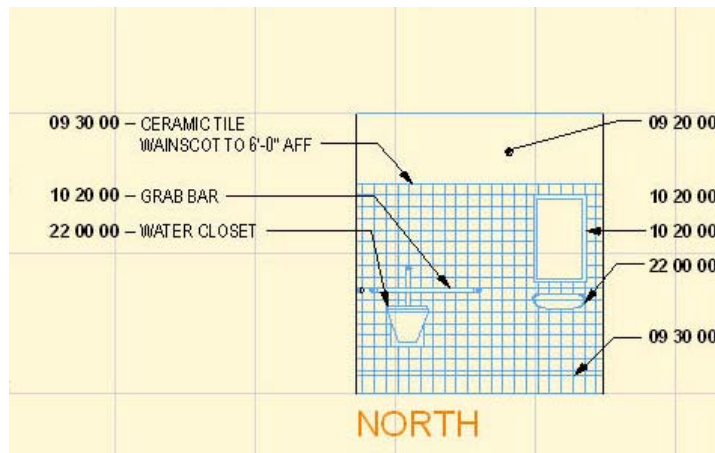 09 30 00 – CERAMIC TILE
WAINSCOT TO 6'-0" AFF
10 20 00 – GRAB BAR
22 00 00 – WATER CLOSET
09 20 00
10 20 00
10 20 00
22 00 00
09 30 00
NORTH